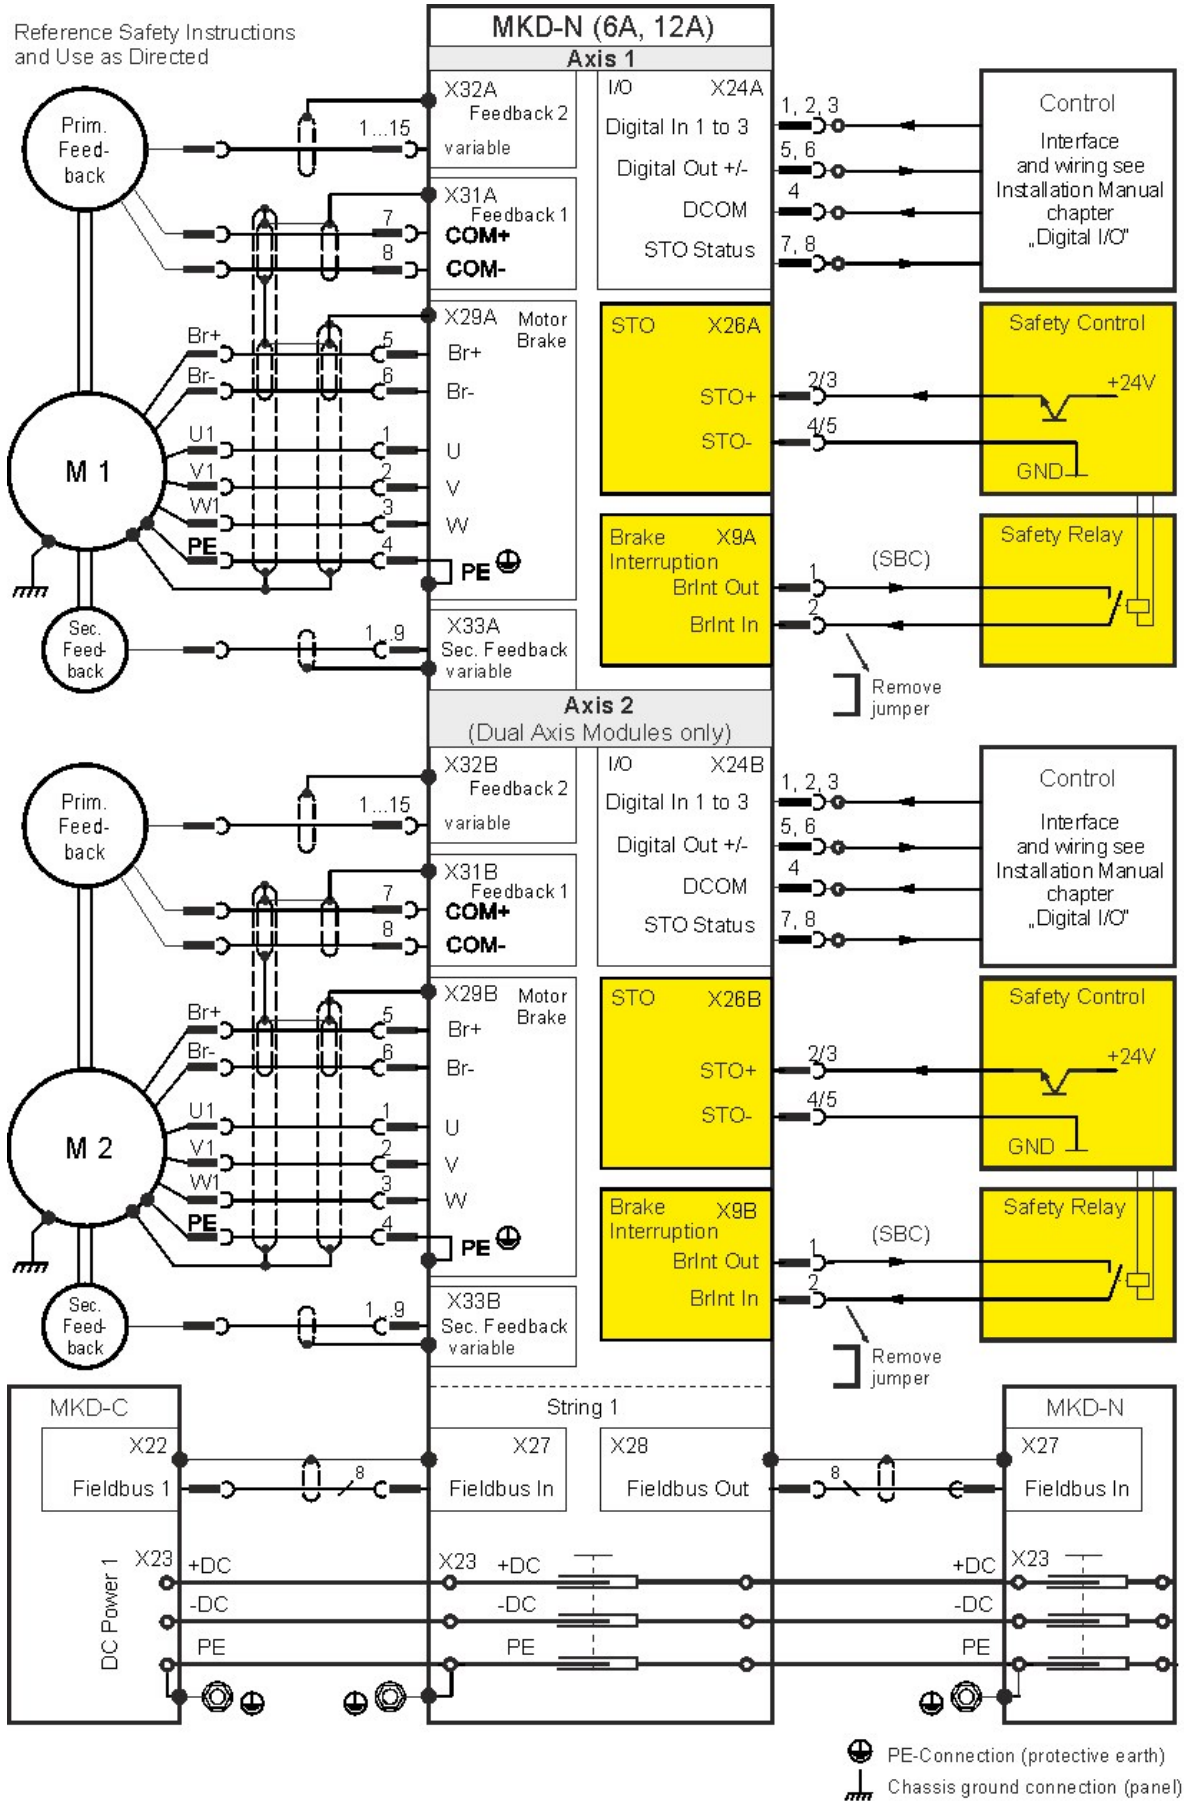 Reference Safety Instructions
and Use as Directed
MKD-N (6A, 12A)
Axis 1
Prim.
Feed-
back
1...15
X32A
Feedback 2
variable
7
8
X31A
Feedback 1
COM+
COM-
M 1
Br+
Br-
U1
V1
W1
PE
5
6
1
2
3
4
X29A
Motor
Brake
Br+
Br-
U
V
W
PE
Sec.
Feed-
back
1...9
X33A
Sec. Feedback
variable
I/O
X24A
Digital In 1 to 3
Digital Out +/-
DCOM
STO Status
1, 2, 3
5, 6
4
7, 8
Control
Interface
and wiring see
Installation Manual
chapter
„Digital I/O"
STO
X26A
STO+
STO-
2/3
4/5
Safety Control
+24V
GND
Brake
Interruption
X9A
BrInt Out
BrInt In
1
2
(SBC)
Safety Relay
Remove
jumper
Axis 2
(Dual Axis Modules only)
Prim.
Feed-
back
1...15
X32B
Feedback 2
variable
7
8
X31B
Feedback 1
COM+
COM-
M 2
Br+
Br-
U1
V1
W1
PE
5
6
1
2
3
4
X29B
Motor
Brake
Br+
Br-
U
V
W
PE
Sec.
Feed-
back
1...9
X33B
Sec. Feedback
variable
I/O
X24B
Digital In 1 to 3
Digital Out +/-
DCOM
STO Status
1, 2, 3
5, 6
4
7, 8
Control
Interface
and wiring see
Installation Manual
chapter
„Digital I/O"
STO
X26B
STO+
STO-
2/3
4/5
Safety Control
+24V
GND
Brake
Interruption
X9B
BrInt Out
BrInt In
1
2
(SBC)
Safety Relay
Remove
jumper
MKD-C
X22
Fieldbus 1
8
String 1
X27
Fieldbus In
X28
Fieldbus Out
8
MKD-N
X27
Fieldbus In
DC Power 1
X23
+DC
-DC
PE
X23
+DC
-DC
PE
+DC
-DC
PE
X23
PE-Connection (protective earth)
Chassis ground connection (panel)